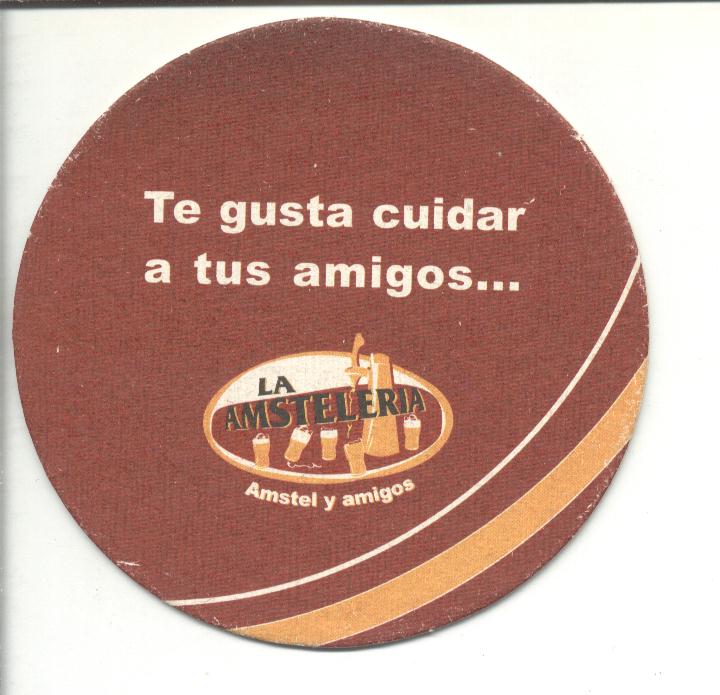 Te gusta cuidar
a tus amigos...
LA
AMSTELERIA
Amstel y amigos